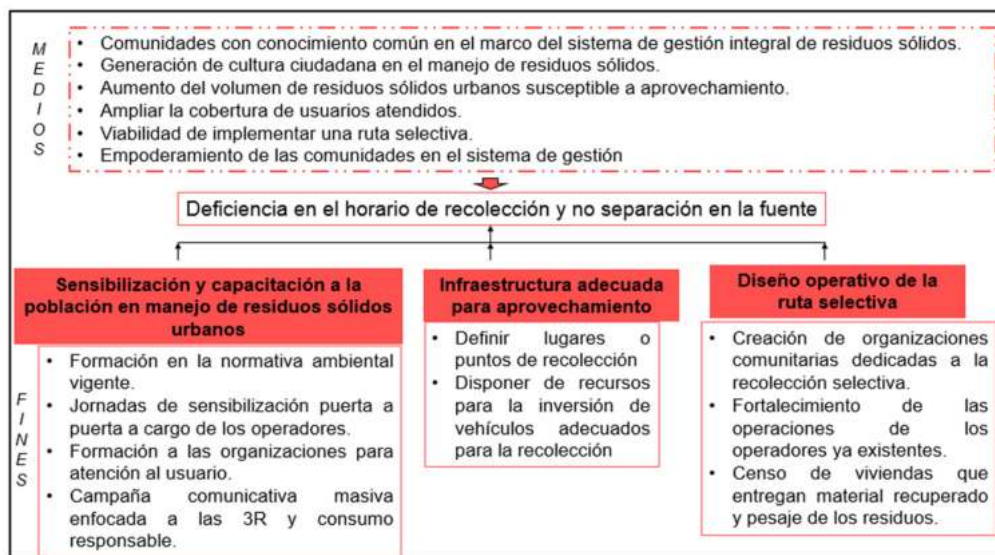 MEDIOS
• Comunidades con conocimiento común en el marco del sistema de gestión integral de residuos sólidos.
• Generación de cultura ciudadana en el manejo de residuos sólidos.
• Aumento del volumen de residuos sólidos urbanos susceptible a aprovechamiento.
• Ampliar la cobertura de usuarios atendidos.
• Viabilidad de implementar una ruta selectiva.
• Empoderamiento de las comunidades en el sistema de gestión
Deficiencia en el horario de recolección y no separación en la fuente
FINES
Sensibilización y capacitación a la
población en manejo de residuos sólidos
urbanos
• Formación en la normativa ambiental
vigente.
• Jornadas de sensibilización puerta a
puerta a cargo de los operadores.
• Formación a las organizaciones para
atención al usuario.
• Campaña comunicativa masiva
enfocada a las 3R y consumo
responsable.
Infraestructura adecuada
para aprovechamiento
• Definir lugares o
puntos de recolección
• Disponer de recursos
para la inversión de
vehículos adecuados
para la recolección
Diseño operativo de la
ruta selectiva
• Creación de organizaciones
comunitarias dedicadas a la
recolección selectiva.
• Fortalecimiento de las
operaciones de los
operadores ya existentes.
• Censo de viviendas que
entregan material recuperado
y pesaje de los residuos.